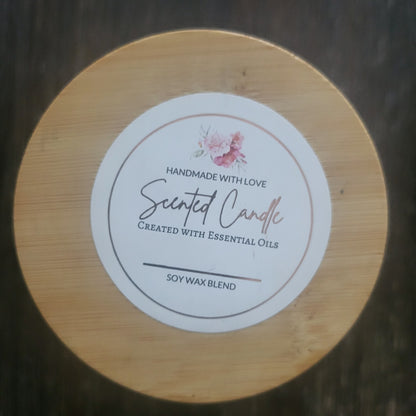 HANDMADE WITH LOVE
Scented Candle
CREATED WITH ESSENTIAL OILS
SOY WAX BLEND